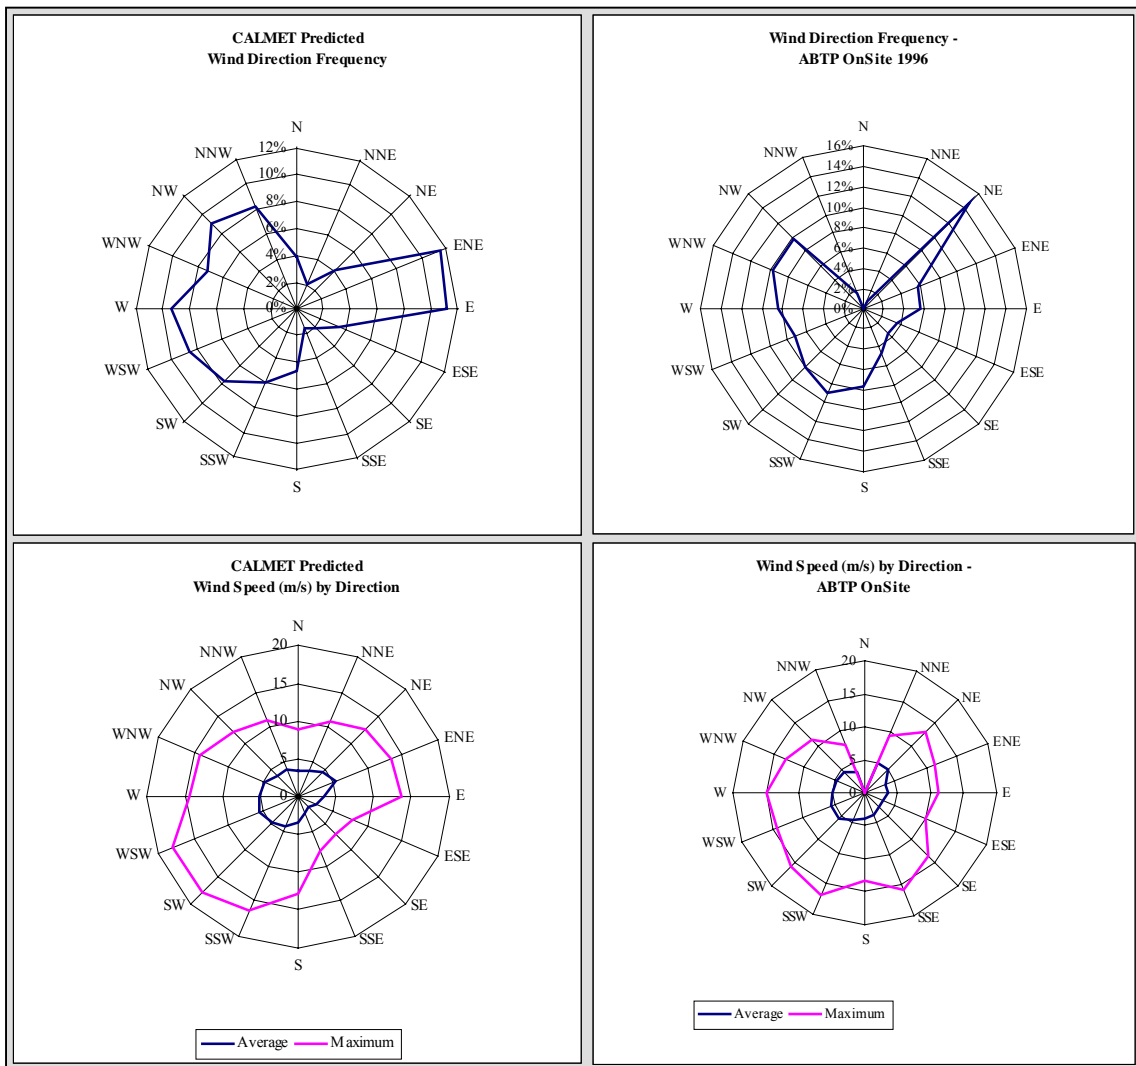 CALMET Predicted
Wind Direction Frequency
N
NNE
NE
ENE
E
ESE
SE
SSE
S
SSW
SW
WSW
W
WNW
NW
NNW
12%
10%
8%
6%
4%
2%
0%
Wind Direction Frequency -
ABTP OnSite 1996
N
NNE
NE
ENE
E
ESE
SE
SSE
S
SSW
SW
WSW
W
WNW
NW
NNW
16%
14%
12%
10%
8%
6%
4%
2%
0%
CALMET Predicted
Wind Speed (m/s) by Direction
N
NNE
NE
ENE
E
ESE
SE
SSE
S
SSW
SW
WSW
W
WNW
NW
NNW
20
15
10
5
0
Average Maximum
Wind Speed (m/s) by Direction -
ABTP OnSite
N
NNE
NE
ENE
E
ESE
SE
SSE
S
SSW
SW
WSW
W
WNW
NW
NNW
20
15
10
5
0
Average Maximum